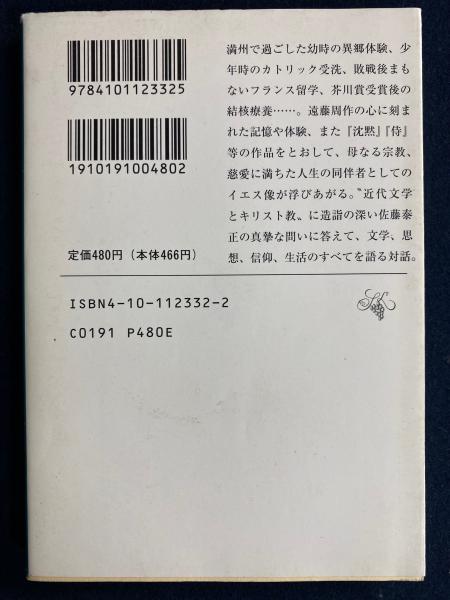 9784101123325
1910191004802
定価480円（本体466円）
ISBN4-10-112332-2
C0191 P480E
満州で過ごした幼時の異郷体験、少
年時のカトリック受洗、敗戦後まも
ないフランス留学、芥川賞受賞後の
結核療養……。遠藤周作の心に刻ま
れた記憶や体験、また『沈黙』『侍』
等の作品をとおして、母なる宗教、
慈愛に満ちた人生の同伴者としての
イエス像が浮びあがる。〝近代文学
とキリスト教〟に造詣の深い佐藤泰
正の真摯な問いに答えて、文学、思
想、信仰、生活のすべてを語る対話。